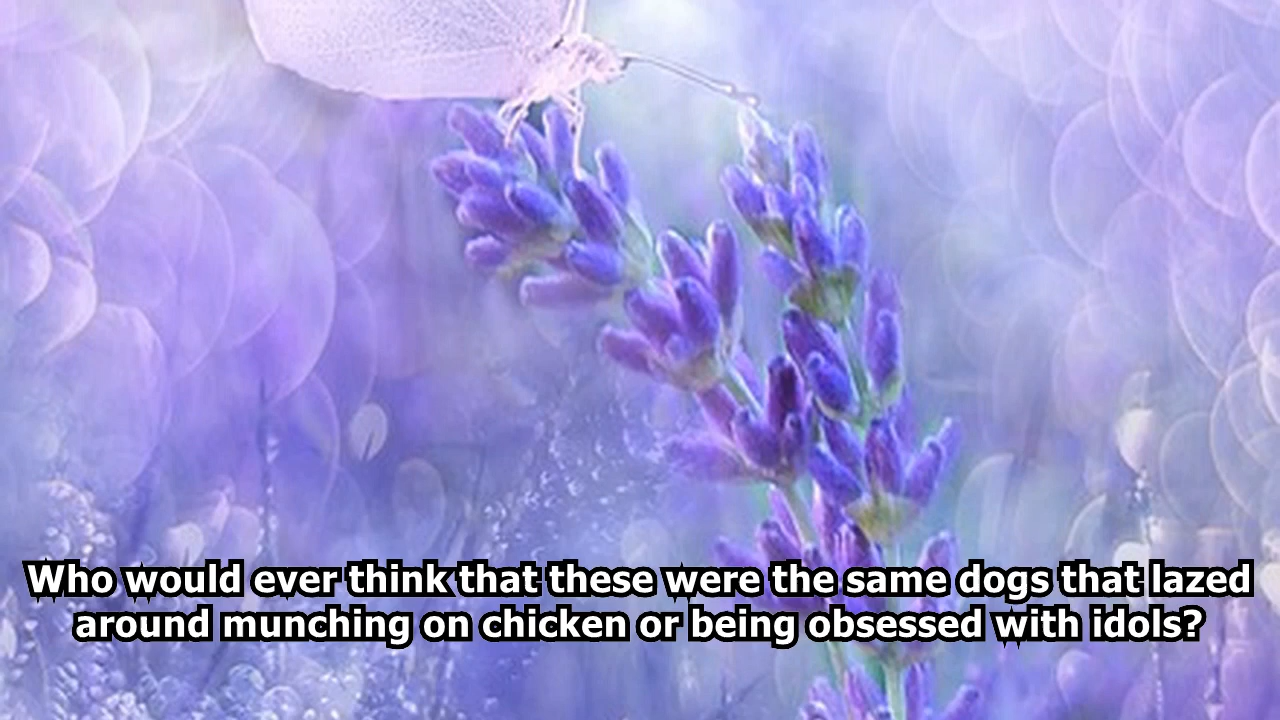 Who would ever think that these were the same dogs that lazed
around munching on chicken or being obsessed with idols?